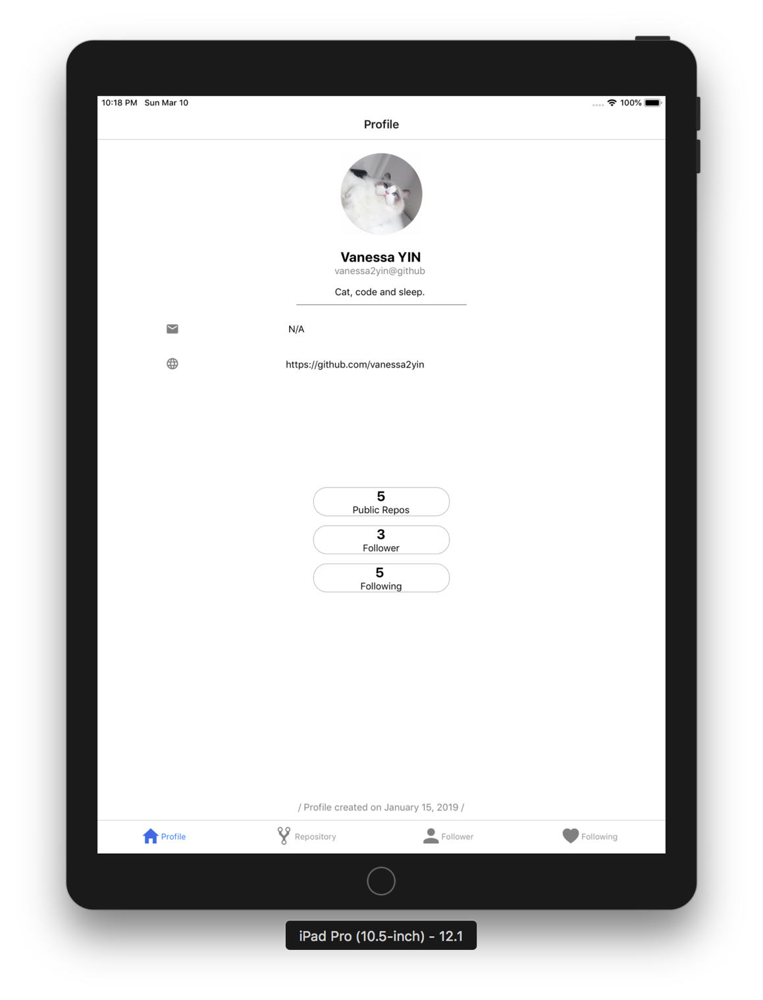 10:18 PM Sun Mar 10 100%
Profile
Vanessa YIN
vanessa2yin@github
Cat, code and sleep.
N/A
https://github.com/vanessa2yin
5
Public Repos
3
Follower
5
Following
/ Profile created on January 15, 2019 /
Profile Repository Follower Following
iPad Pro (10.5-inch) - 12.1